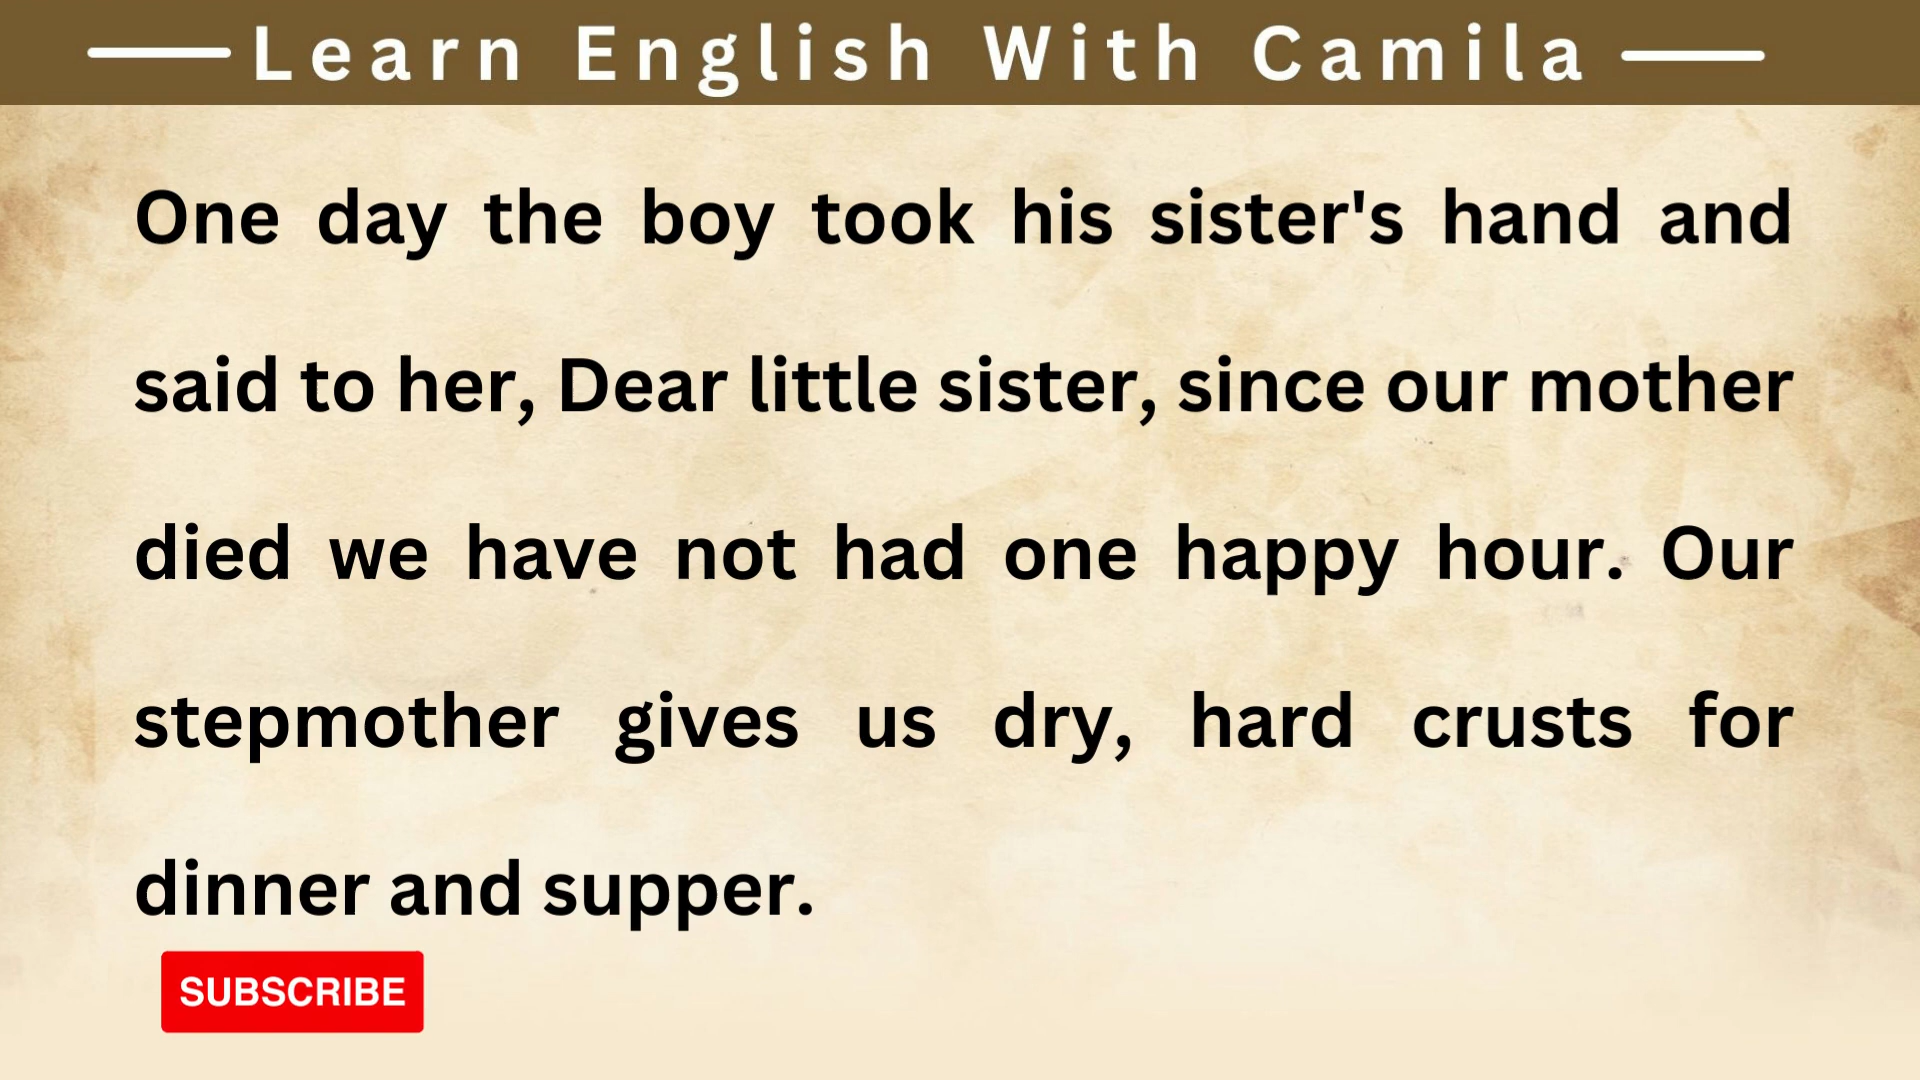 Learn English With Camila
One day the boy took his sister's hand and
said to her, Dear little sister, since our mother
died we have not had one happy hour. Our
stepmother gives us dry, hard crusts for
dinner and supper.
SUBSCRIBE